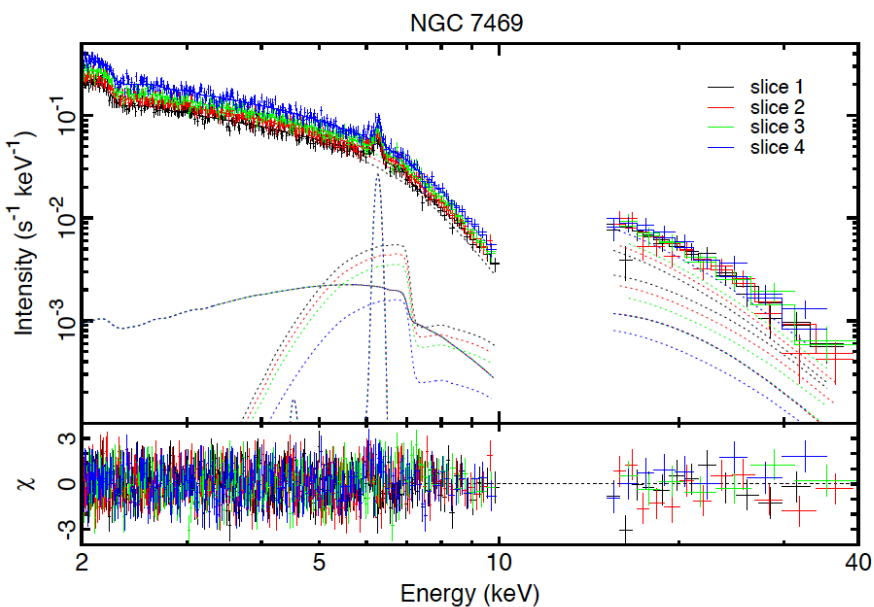 NGC 7469
Intensity (s⁻¹ keV⁻¹)
10⁻¹
10⁻²
10⁻³
slice 1
slice 2
slice 3
slice 4
χ
3
0
-3
2
5
10
20
40
Energy (keV)